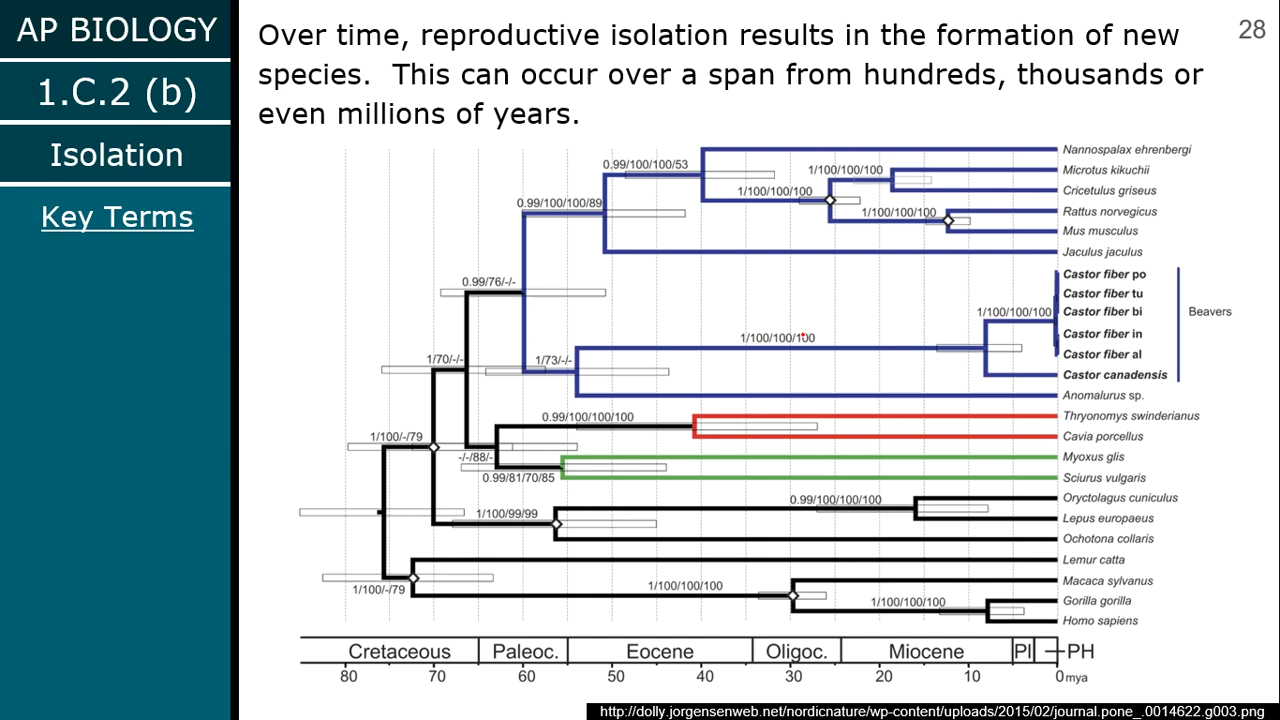 AP BIOLOGY
1.C.2 (b)
Isolation
Key Terms
28
Over time, reproductive isolation results in the formation of new
species.  This can occur over a span from hundreds, thousands or
even millions of years.
Nannospalax ehrenbergi
0.99/100/100/53
1/100/100/100
Microtus kikuchii
1/100/100/100
Cricetulus griseus
0.99/100/100/89
1/100/100/100
Rattus norvegicus
Mus musculus
Jaculus jaculus
Castor fiber po
0.99/76/-/-
Castor fiber tu
1/100/100/100
Castor fiber bi
Beavers
1/100/100/100
Castor fiber in
1/70/-/-
1/73/-/-
Castor fiber al
Castor canadensis
Anomalurus sp.
0.99/100/100/100
Thryonomys swinderianus
1/100/-/79
Cavia porcellus
-/-/88/-
Myoxus glis
0.99/81/70/85
Sciurus vulgaris
0.99/100/100/100
Oryctolagus cuniculus
1/100/99/99
Lepus europaeus
Ochotona collaris
Lemur catta
1/100/-/79
1/100/100/100
Macaca sylvanus
1/100/100/100
Gorilla gorilla
Homo sapiens
Cretaceous Paleoc. Eocene Oligoc. Miocene Pl PH
80 70 60 50 40 30 20 10 0 mya
http://dolly.jorgensenweb.net/nordicnature/wp-content/uploads/2015/02/journal.pone_.0014622.g003.png